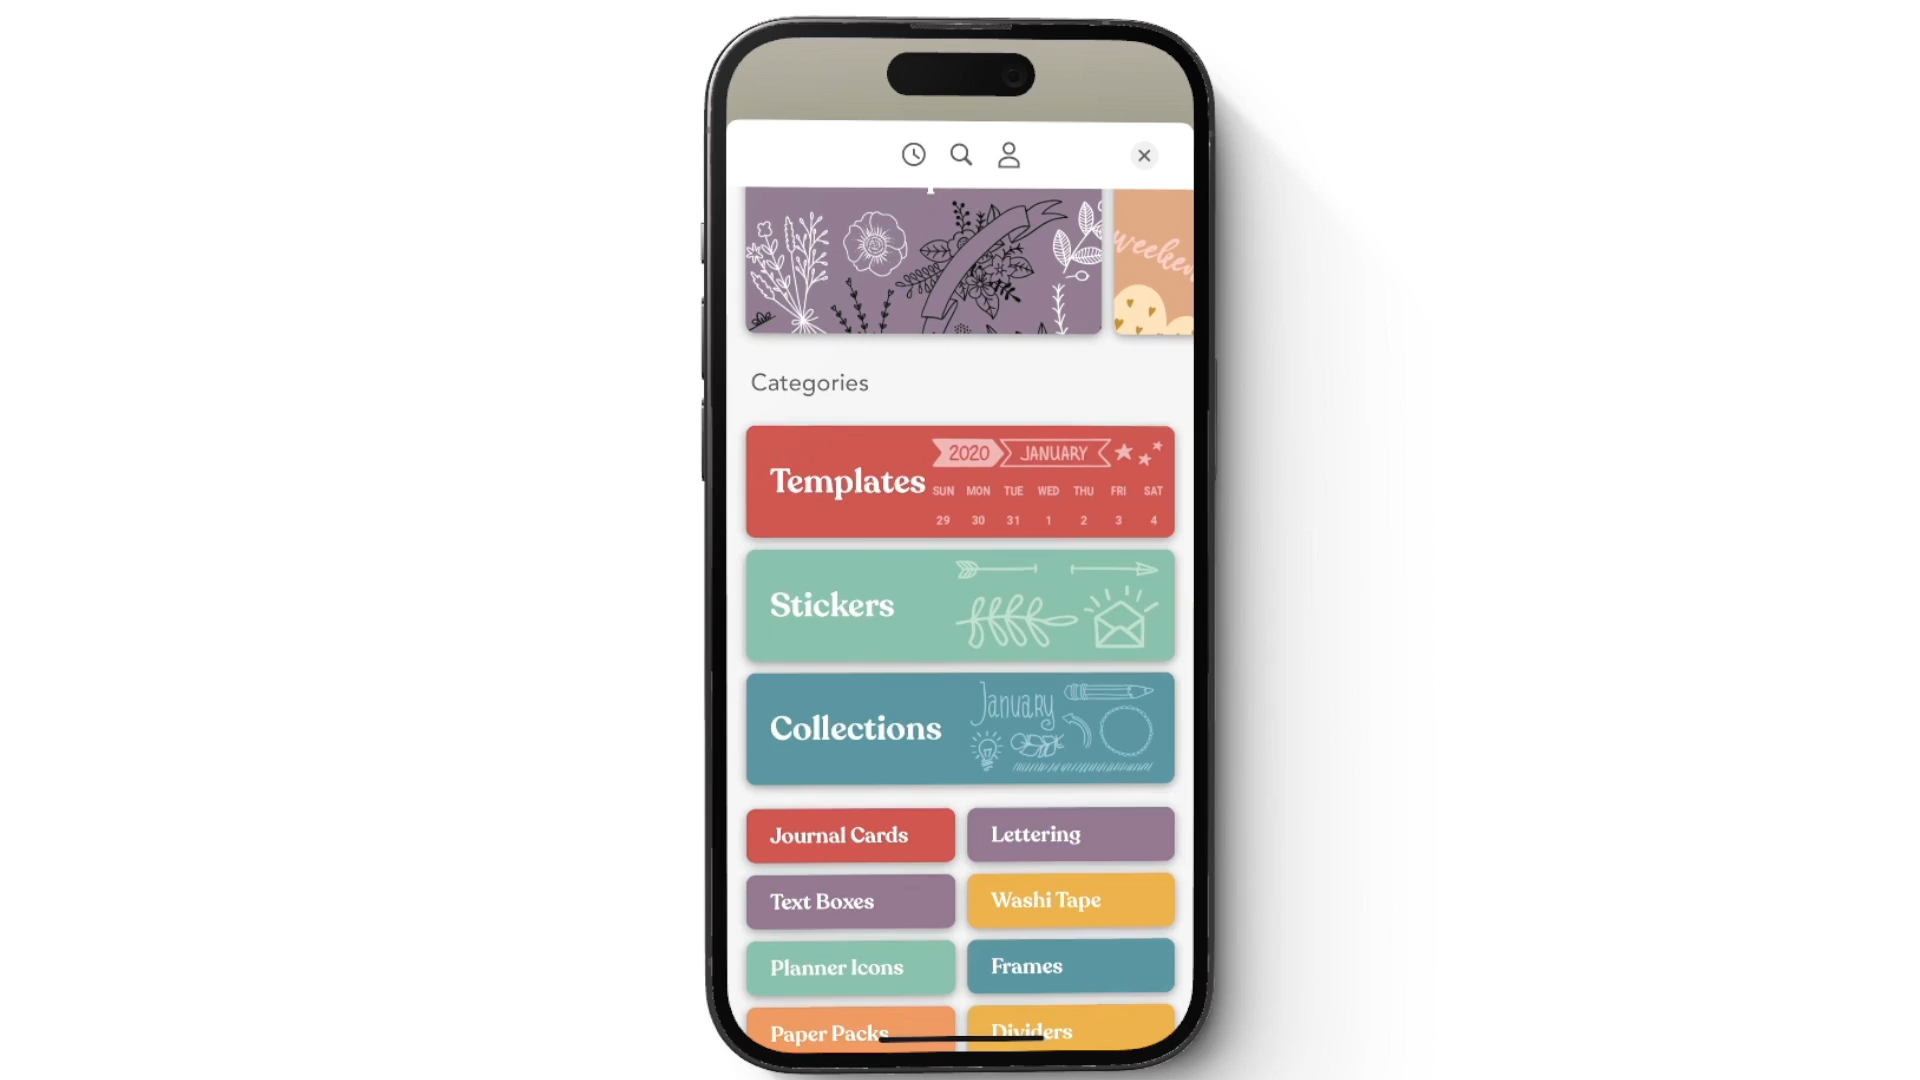 weeken
Categories
2020 JANUARY
Templates
SUN MON TUE WED THU FRI SAT
29 30 31 1 2 3 4
Stickers
January
Collections
Journal Cards
Lettering
Text Boxes
Washi Tape
Planner Icons
Frames
Paper Packs
Dividers